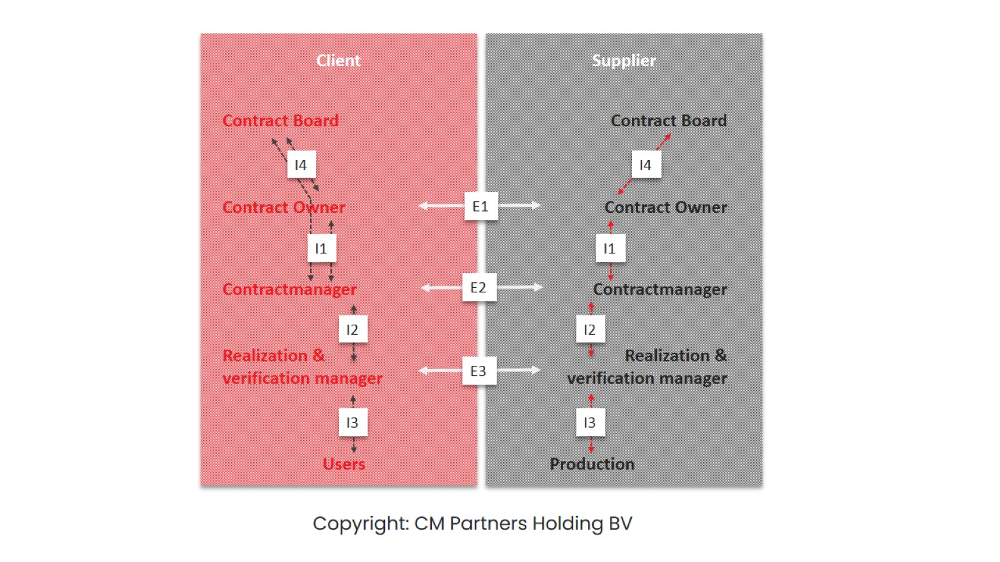 Client
Supplier
Contract Board
Contract Board
I4
I4
Contract Owner
E1
Contract Owner
I1
I1
Contractmanager
E2
Contractmanager
I2
I2
Realization &
verification manager
E3
Realization &
verification manager
I3
I3
Users
Production
Copyright: CM Partners Holding BV